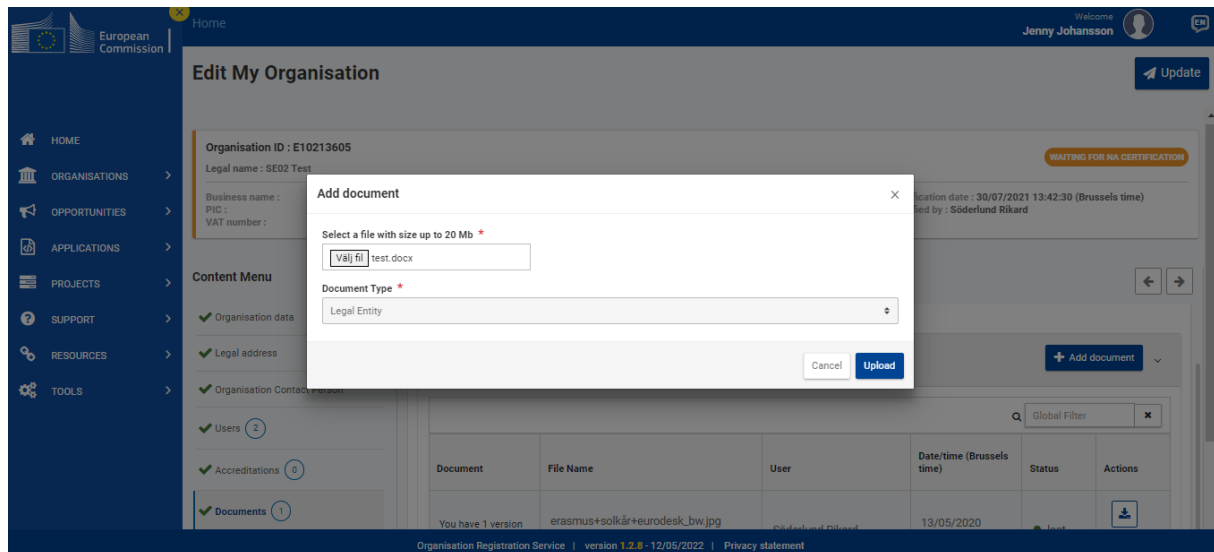 European
Commission
Home
Welcome
Jenny Johansson
EN
Edit My Organisation
Update
HOME
ORGANISATIONS
OPPORTUNITIES
APPLICATIONS
PROJECTS
SUPPORT
RESOURCES
TOOLS
Organisation ID : E10213605
Legal name : SE02 Test
WAITING FOR NA CERTIFICATION
Business name :
PIC :
VAT number :
fication date : 30/07/2021 13:42:30 (Brussels time)
fied by : Söderlund Rikard
Add document
Select a file with size up to 20 Mb *
Välj fil test.docx
Document Type *
Legal Entity
Cancel Upload
Content Menu
Organisation data
Legal address
Organisation Contact Person
Users 2
Accreditations 0
Documents 1
Add document
Global Filter
Document File Name User Date/time (Brussels time) Status Actions
You have 1 version erasmus+solkår+eurodesk_bw.jpg Söderlund Rikard 13/05/2020
Organisation Registration Service | version 1.2.8 - 12/05/2022 | Privacy statement